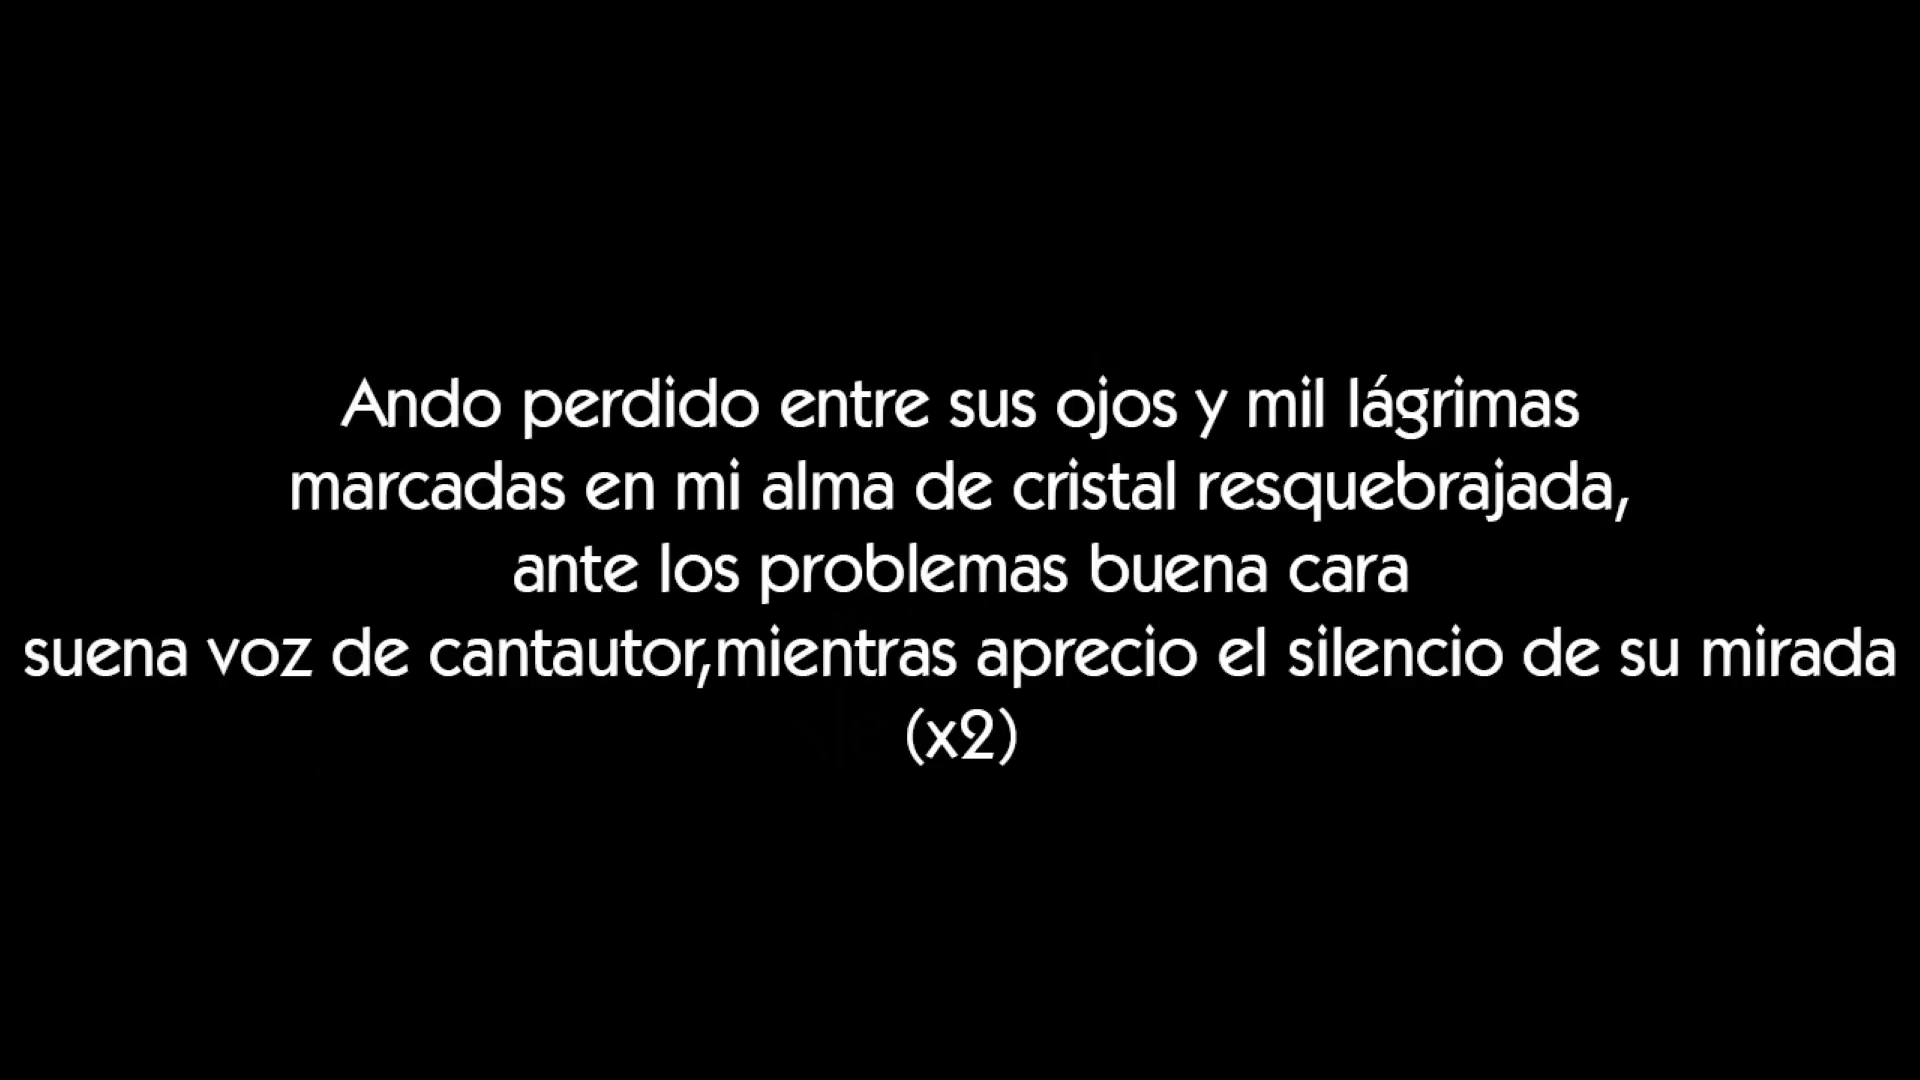 Ando perdido entre sus ojos y mil lágrimas
marcadas en mi alma de cristal resquebrajada,
ante los problemas buena cara
suena voz de cantautor,mientras aprecio el silencio de su mirada
(x2)